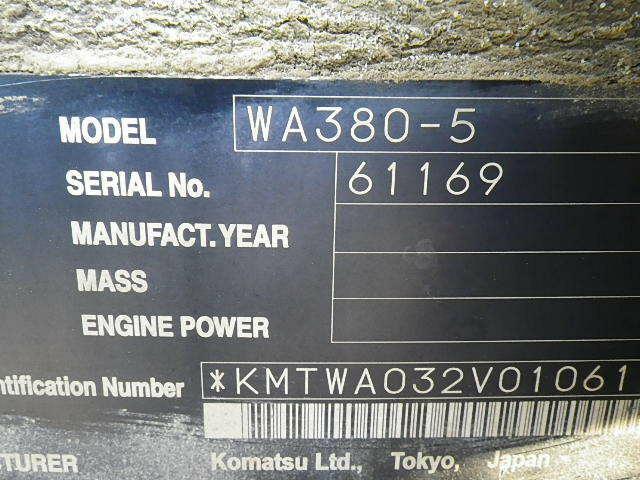 MODEL WA380-5
SERIAL No. 61169
MANUFACT. YEAR
MASS
ENGINE POWER
ntification Number *KMTWA032V01061
TURER Komatsu Ltd., Tokyo, Japan